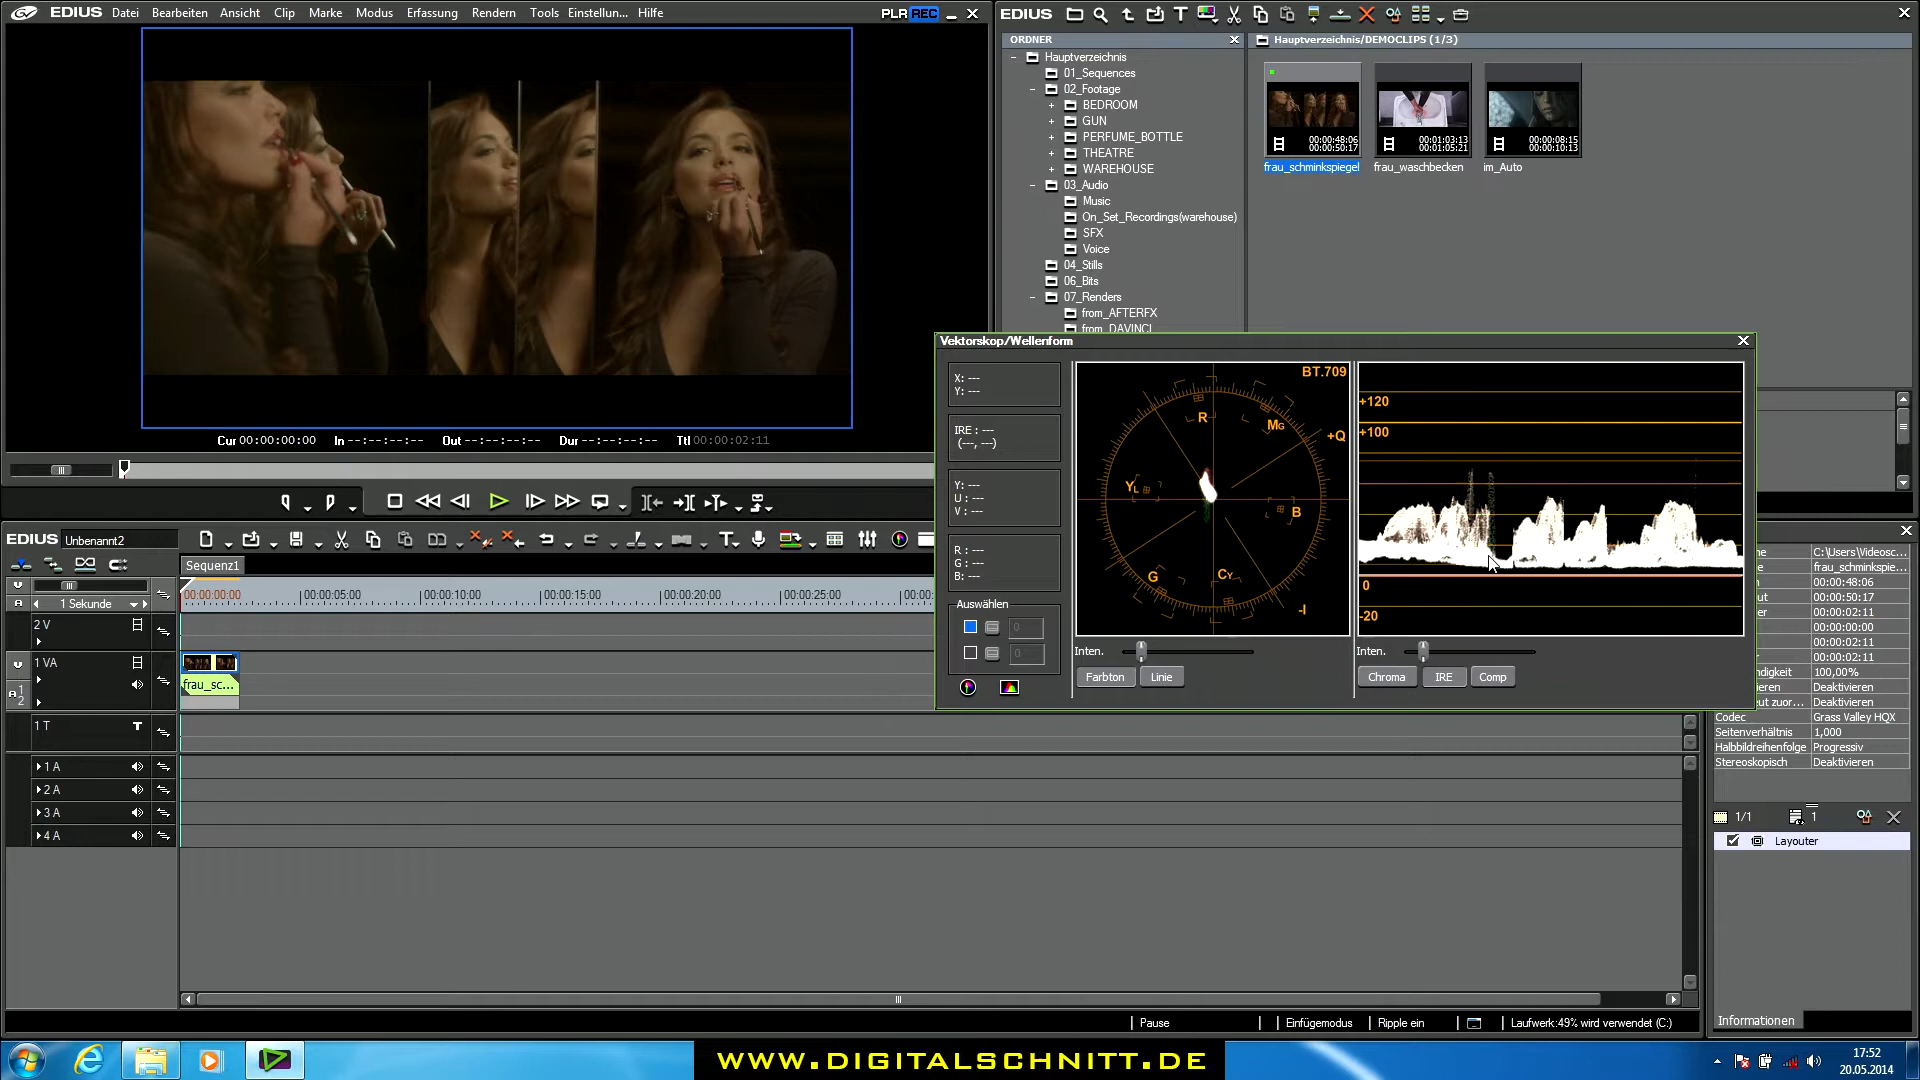 EDIUS Datei Bearbeiten Ansicht Clip Marke Modus Erfassung Rendern Tools Einstellun... Hilfe PLR REC
Cur 00:00:00:00 In --:--:--:-- Out --:--:--:-- Dur --:--:--:-- Ttl 00:00:02:11
EDIUS
ORDNER
Hauptverzeichnis/DEMOCLIPS (1/3)
Hauptverzeichnis
01_Sequences
02_Footage
BEDROOM
GUN
PERFUME_BOTTLE
THEATRE
WAREHOUSE
03_Audio
Music
On_Set_Recordings(warehouse)
SFX
Voice
04_Stills
06_Bits
07_Renders
from_AFTERFX
from_DAVINCI
00:00:48:06
00:00:50:17
frau_schminkspiegel
00:01:03:13
00:01:05:21
frau_waschbecken
00:00:08:15
00:00:10:13
im_Auto
Vektorskop/Wellenform
X: ---
Y: ---
IRE : ---
(---, ---)
Y: ---
U : ---
V : ---
R : ---
G : ---
B: ---
Auswählen
0
0
BT.709
R
MG
+Q
YL
B
G
CY
-I
Inten.
Farbton Linie
+120
+100
0
-20
Inten.
Chroma IRE Comp
EDIUS Unbenannt2
Sequenz1
1 Sekunde
00:00:00:00 00:00:05:00 00:00:10:00 00:00:15:00 00:00:20:00 00:00:25:00 00:00:
2 V
1 VA
frau_sc...
1
2
1 T
T
1 A
2 A
3 A
4 A
C:\Users\Videosc...
frau_schminkspie...
00:00:48:06
00:00:50:17
00:00:02:11
00:00:00:00
00:00:02:11
00:00:02:11
ndigkeit 100,00%
ieren Deaktivieren
eut zuor... Deaktivieren
Codec Grass Valley HQX
Seitenverhältnis 1,000
Halbbildreihenfolge Progressiv
Stereoskopisch Deaktivieren
1/1 1
Layouter
Informationen
Pause Einfügemodus Ripple ein Laufwerk:49% wird verwendet (C:)
WWW.DIGITALSCHNITT.DE
17:52
20.05.2014